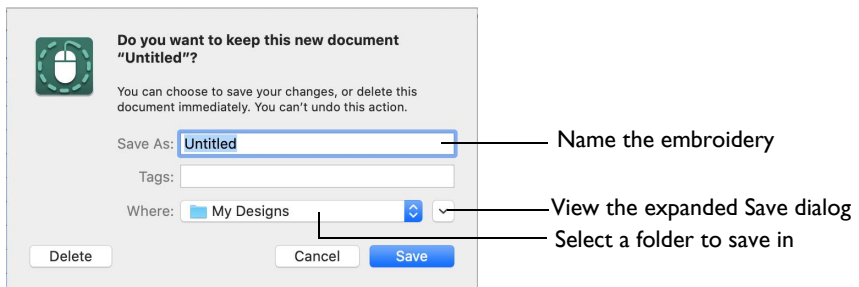 Do you want to keep this new document
“Untitled”?
You can choose to save your changes, or delete this
document immediately. You can’t undo this action.
Save As: Untitled
Name the embroidery
Tags:
Where: My Designs
View the expanded Save dialog
Select a folder to save in
Delete Cancel Save